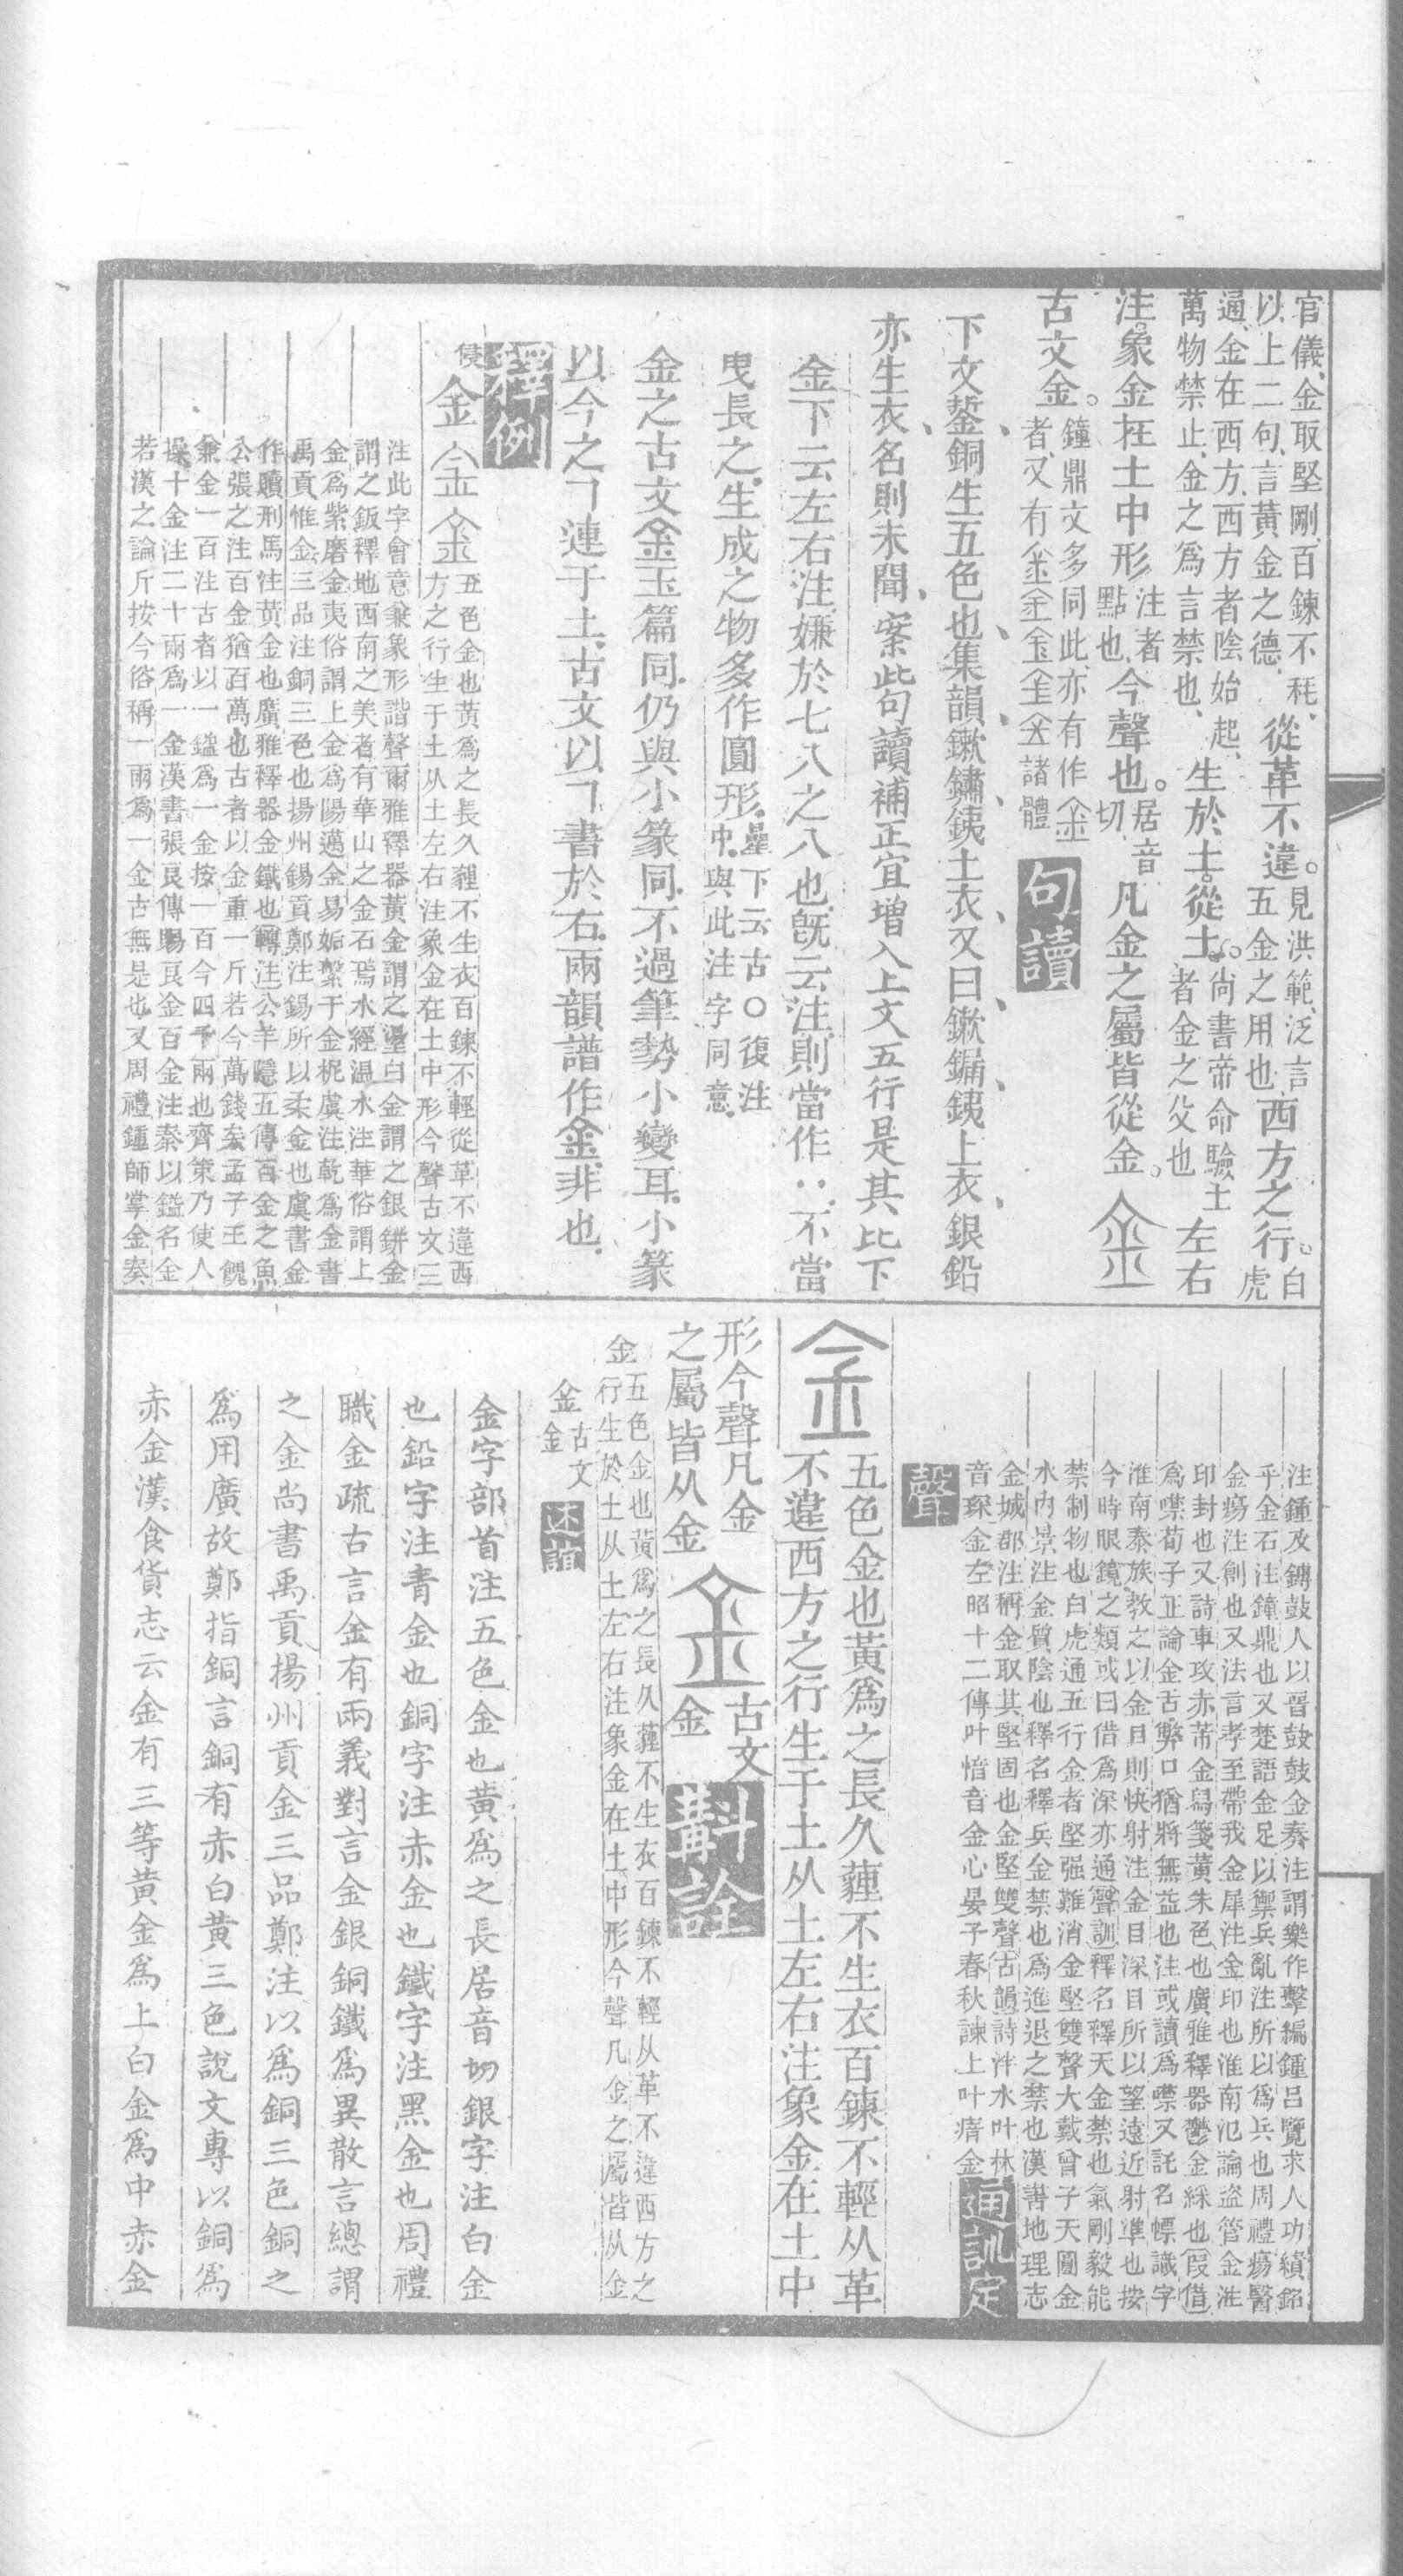 官儀、金取堅剛、百鍊不耗、
以上二句、言黃金之德、
從革不違。
見洪範、泛言
五金之用也、
西方之行。
白虎
通、金在西方、西方者陰始起、
萬物禁止、金之爲言禁也、
生於土。從土。
尚書帝命驗、土
者金之父也
左右
注。象金在土中形
注者
點也、
今聲也。
居音
切
凡金之屬皆從金。
古文金。
鐘鼎文多同此亦有作
者、又有
諸體
句讀
下文鋚銅生五色也集韻鏉鏽銕土衣又曰鏉鏥銕上衣銀鉛
亦生衣名則未聞、案此句讀補正宜增入上文五行是其比下
金下云左右注嫌於七八之八也旣云注則當作‥不當
曳長之生成之物多作圓形
曐下云古○復注
中與此注字同意
金之古文金玉篇同仍與小篆同不過筆勢小變耳小篆
以今之㇕連于土古文以㇕書於右兩韻譜作金非也
釋例
侵
金
五色金也黃爲之長久薶不生衣百鍊不輕從革不違西
方之行生于土从土左右注象金在土中形今聲古文三
注此字會意兼象形諧聲爾雅釋器黃金謂之璗白金謂之銀鉼金
謂之鈑釋地西南之美者有華山之金石焉水經温水注華俗謂上
金爲紫磨金夷俗謂上金爲陽邁金易姤繫于金柅虞注乾爲金書
禹貢惟金三品注銅三色也揚州錫貢鄭注錫所以柔金也虞書金
作贖刑馬注黃金也廣雅釋器金鐵也轉注公羊隱五傳百金之魚
公張之注百金猶百萬也古者以金重一斤若今萬錢矣孟子王餽
兼金一百注古者以一鎰爲一金按一百今四千兩也齊策乃使人
操十金注二十兩爲一金漢書張良傳賜良金百金注秦以鎰名金
若漢之論斤按今俗稱一兩爲一金古無是也又周禮鍾師掌金奏
注鍾及鎛鼓人以晉鼓鼓金奏注謂樂作擊編鍾呂覽求人功績銘
乎金石注鐘鼎也又楚語金足以禦兵亂注所以爲兵也周禮瘍醫
金瘍注創也又法言孝至帶我金犀注金印也淮南氾論盜管金注
印封也又詩車攻赤芾金舄箋黃朱色也廣雅釋器鬱金綵也叚借
爲噤荀子正論金舌弊口猶將無益也注或讀爲噤又託名幖識字
淮南泰族敎之以金目則快射注金目深目所以望遠近射準也按
今時眼鏡之類或曰借爲深亦通聲訓釋名釋天金禁也氣剛毅能
禁制物也白虎通五行金者堅强難消金堅雙聲大戴曾子天圓金
水內景注金質陰也釋名釋兵金禁也爲進退之禁也漢書地理志
金城郡注稱金取其堅固也金堅雙聲古韻詩泮水叶林
音琛金左昭十二傳叶愔音金心晏子春秋諫上叶瘖金
通訓定
聲
金
五色金也黃爲之長久薶不生衣百鍊不輕从革
不違西方之行生于土从土左右注象金在土中
形今聲凡金
之屬皆从金
古文
金
斠詮
金
五色金也黃爲之長久薶不生衣百鍊不輕从革不違西方之
行生於土从土左右注象金在土中形今聲凡金之屬皆从金
古文
金
述誼
金字部首注五色金也黃爲之長居音切銀字注白金
也鉛字注青金也銅字注赤金也鐵字注黑金也周禮
職金疏古言金有兩義對言金銀銅鐵爲異散言總謂
之金尚書禹貢揚州貢金三品鄭注以爲銅三色銅之
爲用廣故鄭指銅言銅有赤白黃三色說文專以銅爲
赤金漢食貨志云金有三等黃金爲上白金爲中赤金